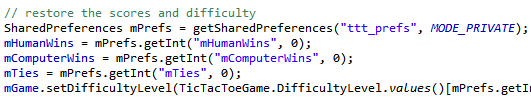 // restore the scores and difficulty
SharedPreferences mPrefs = getSharedPreferences("ttt_prefs", MODE_PRIVATE);
mHumanWins = mPrefs.getInt("mHumanWins", 0);
mComputerWins = mPrefs.getInt("mComputerWins", 0);
mTies = mPrefs.getInt("mTies", 0);
mGame.setDifficultyLevel(TicTacToeGame.DifficultyLevel.values()[mPrefs.getI